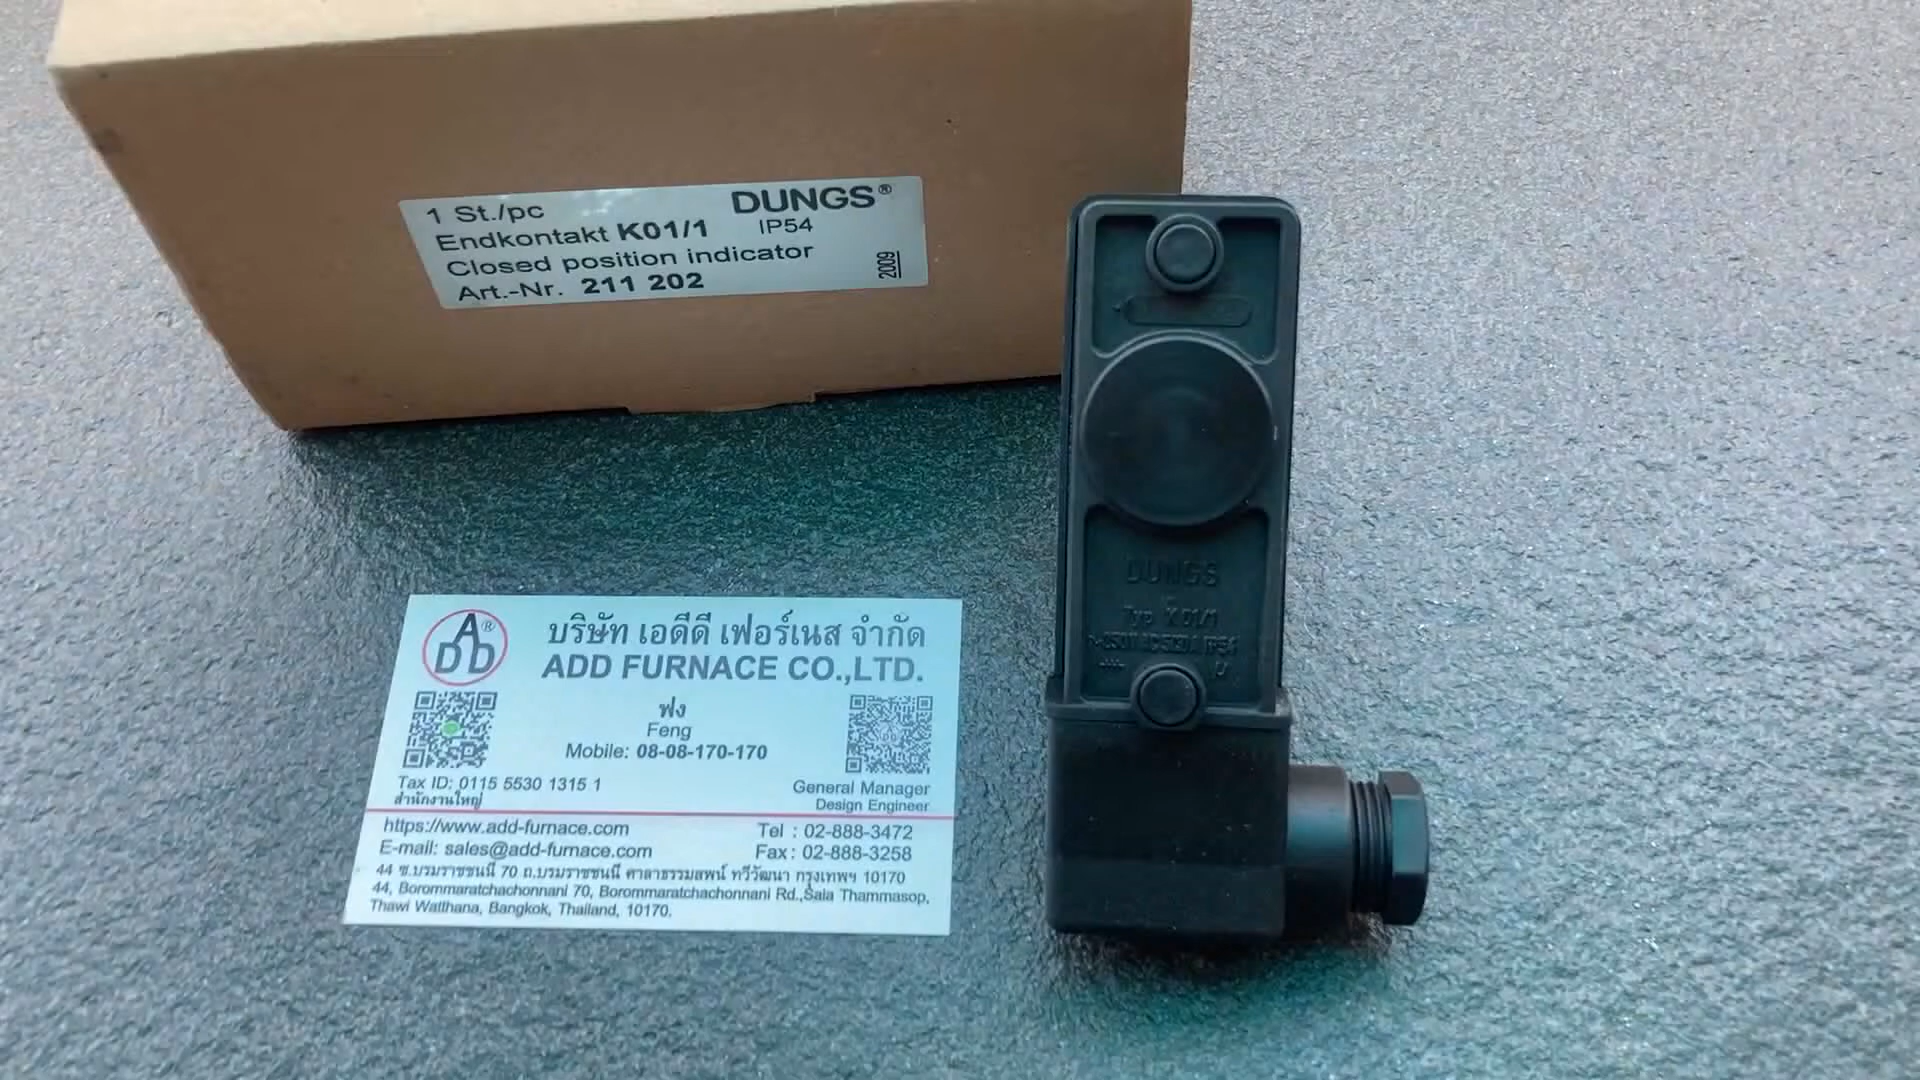 1 St./pc DUNGS®
Endkontakt K01/1 IP54
Closed position indicator
Art.-Nr. 211 202
2009
DUNGS
Typ K01/1
IP54
ADD®
บริษัท เอดีดี เฟอร์เนส จำกัด
ADD FURNACE CO.,LTD.
ฟง
Feng
Mobile: 08-08-170-170
Tax ID: 0115 5530 1315 1
สำนักงานใหญ่
General Manager
Design Engineer
https://www.add-furnace.com
E-mail: sales@add-furnace.com
Tel : 02-888-3472
Fax : 02-888-3258
44 ซ.บรมราชชนนี 70 ถ.บรมราชชนนี ศาลาธรรมสพน์ ทวีวัฒนา กรุงเทพฯ 10170
44, Borommaratchachonnani 70, Borommaratchachonnani Rd.,Sala Thammasop,
Thawi Watthana, Bangkok, Thailand, 10170.